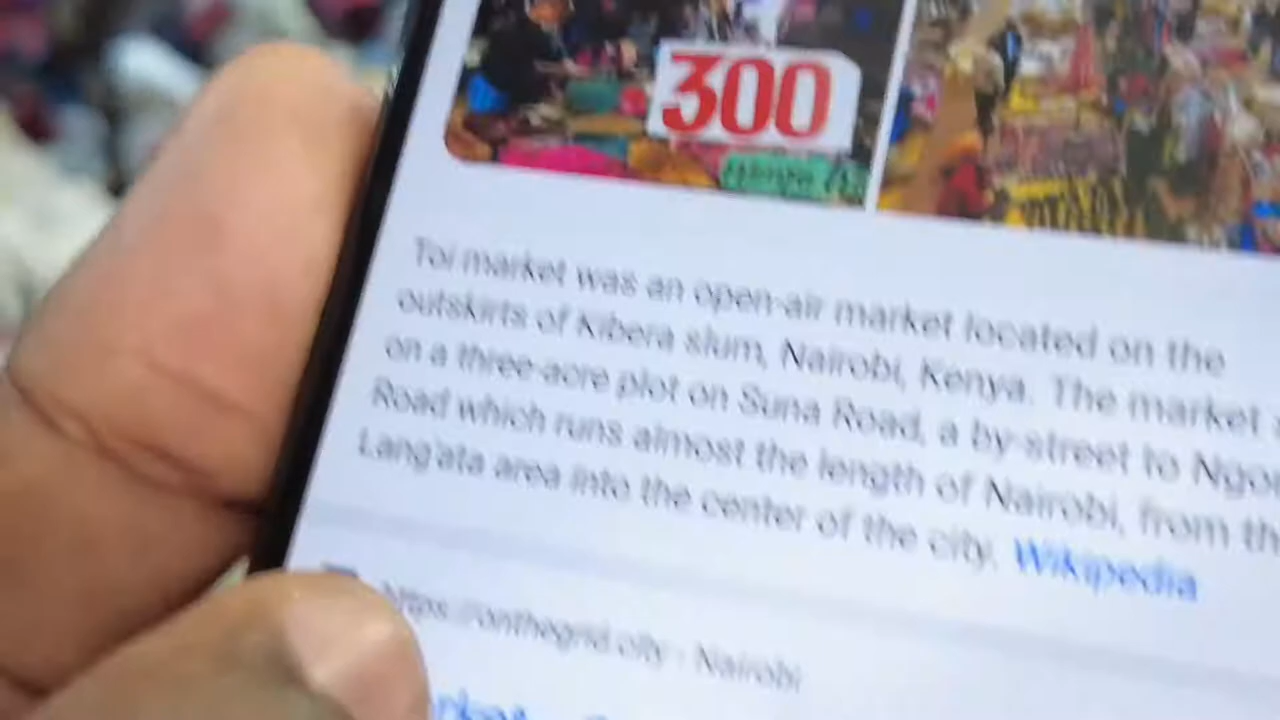 300
Toi market was an open-air market located on the
outskirts of Kibera slum, Nairobi, Kenya. The market
on a three-acre plot on Suna Road, a by-street to Ngon
Road which runs almost the length of Nairobi, from th
Lang'ata area into the center of the city. Wikipedia
https://onthegrid.city › Nairobi